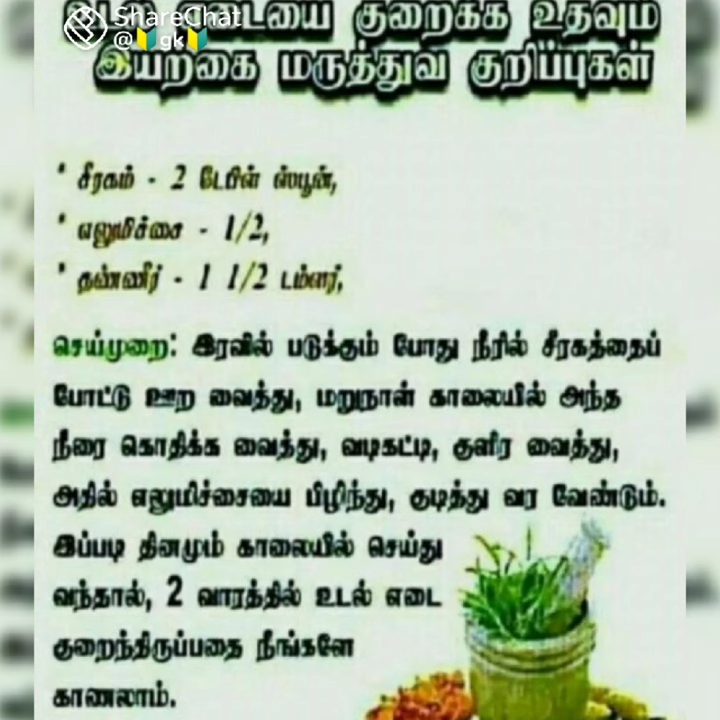 ShareChat
@🔰gk🔰
குறைக்க உதவும்
இயற்கை மருத்துவ குறிப்புகள்
* சீரகம் - 2 டேபிள் ஸ்பூன்,
* எலுமிச்சை - 1/2,
* தண்ணீர் - 1 1/2 டம்ளர்,
செய்முறை: இரவில் படுக்கும் போது நீரில் சீரகத்தைப்
போட்டு ஊற வைத்து, மறுநாள் காலையில் அந்த
நீரை கொதிக்க வைத்து, வடிகட்டி, குளிர வைத்து,
அதில் எலுமிச்சையை பிழிந்து, குடித்து வர வேண்டும்.
இப்படி தினமும் காலையில் செய்து
வந்தால், 2 வாரத்தில் உடல் எடை
குறைந்திருப்பதை நீங்களே
காணலாம்.